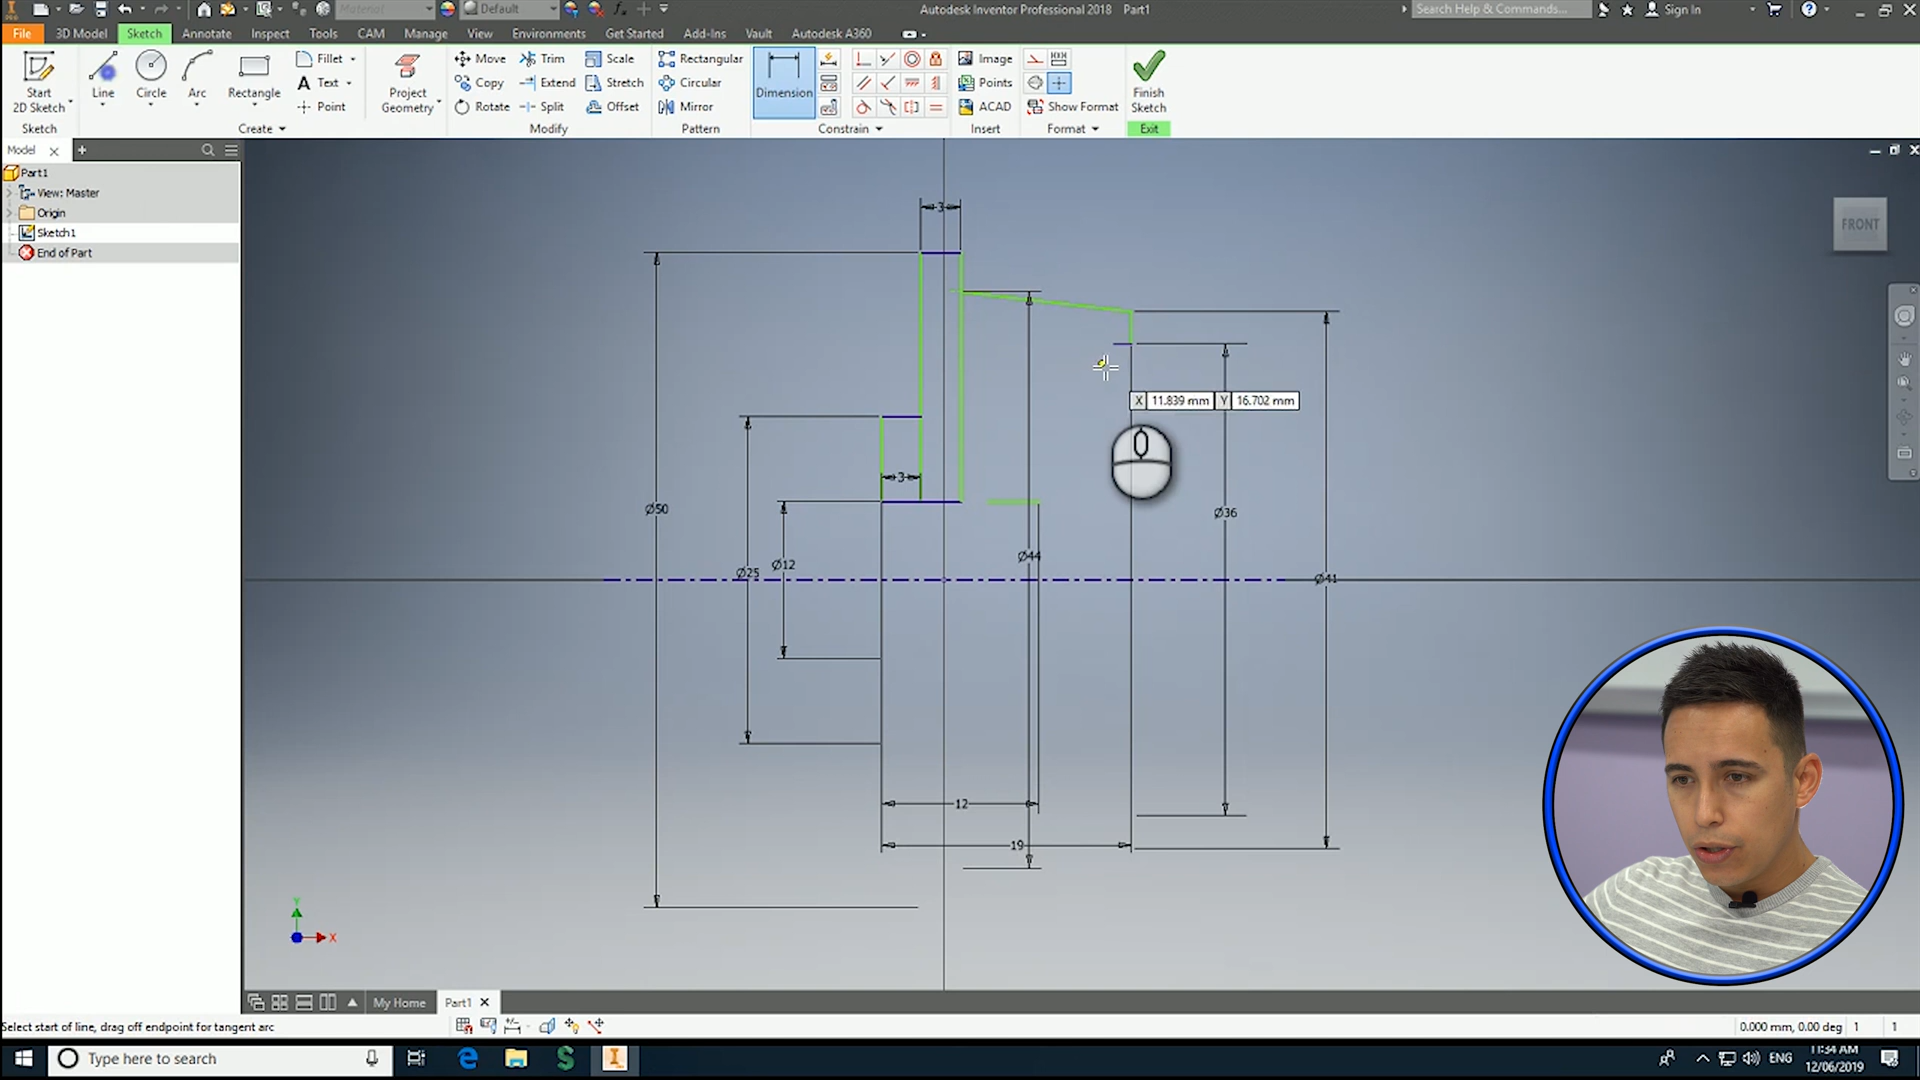 Material
Default
Autodesk Inventor Professional 2018 Part1
Search Help & Commands...
Sign In
File
3D Model
Sketch
Annotate
Inspect
Tools
CAM
Manage
View
Environments
Get Started
Add-Ins
Vault
Autodesk A360
Start
2D Sketch
Line
Circle
Arc
Rectangle
Fillet
Text
Point
Project
Geometry
Move
Copy
Rotate
Trim
Extend
Split
Scale
Stretch
Offset
Rectangular
Circular
Mirror
Dimension
Image
Points
ACAD
Show Format
Finish
Sketch
Sketch
Create
Modify
Pattern
Constrain
Insert
Format
Exit
Model
Part1
View: Master
Origin
Sketch1
End of Part
FRONT
3
X 11.839 mm Y 16.702 mm
3
Ø50
Ø36
Ø44
Ø12
Ø25
Ø41
12
19
Y
X
My Home
Part1
Select start of line, drag off endpoint for tangent arc
0.000 mm, 0.00 deg 1 1
Type here to search
ENG
11:34 AM
12/06/2019